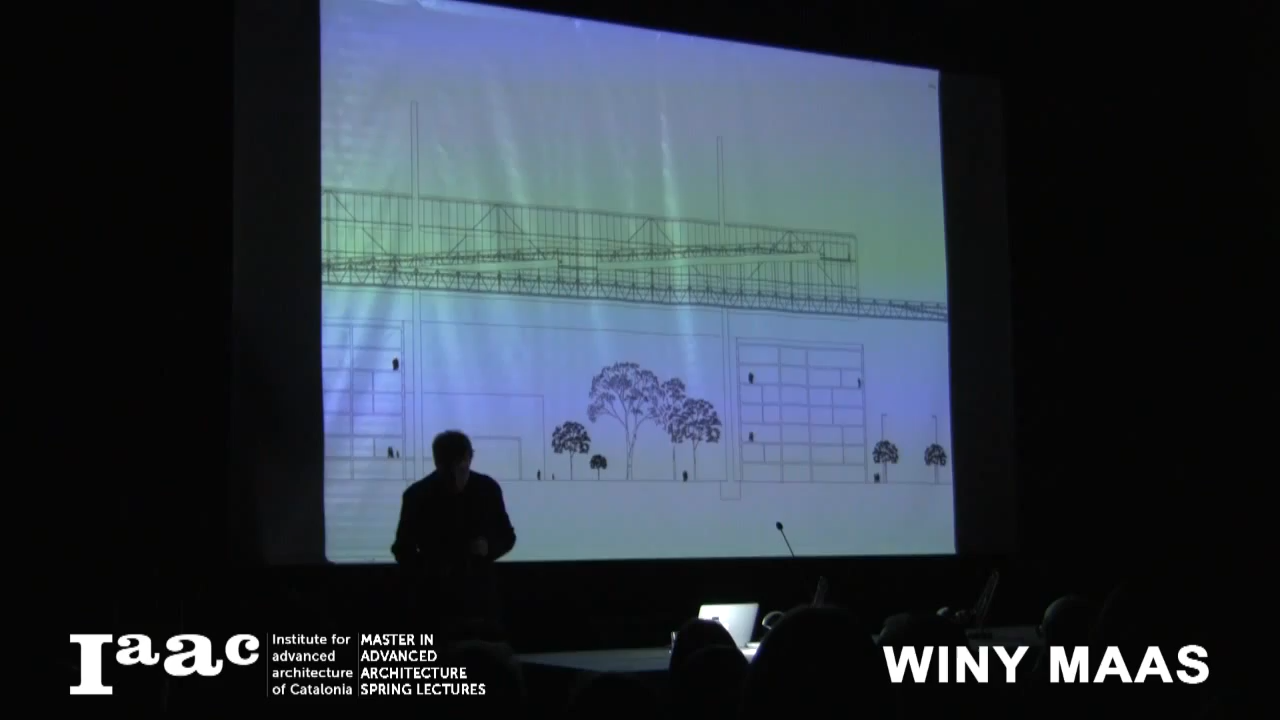 Iaac
Institute for
advanced
architecture
of Catalonia
MASTER IN
ADVANCED
ARCHITECTURE
SPRING LECTURES
WINY MAAS